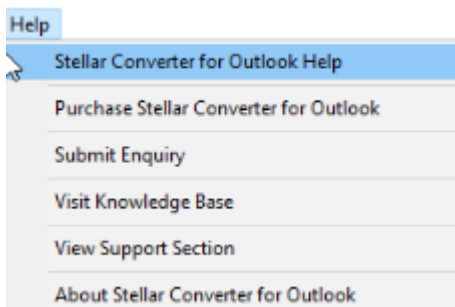 Help
Stellar Converter for Outlook Help
Purchase Stellar Converter for Outlook
Submit Enquiry
Visit Knowledge Base
View Support Section
About Stellar Converter for Outlook